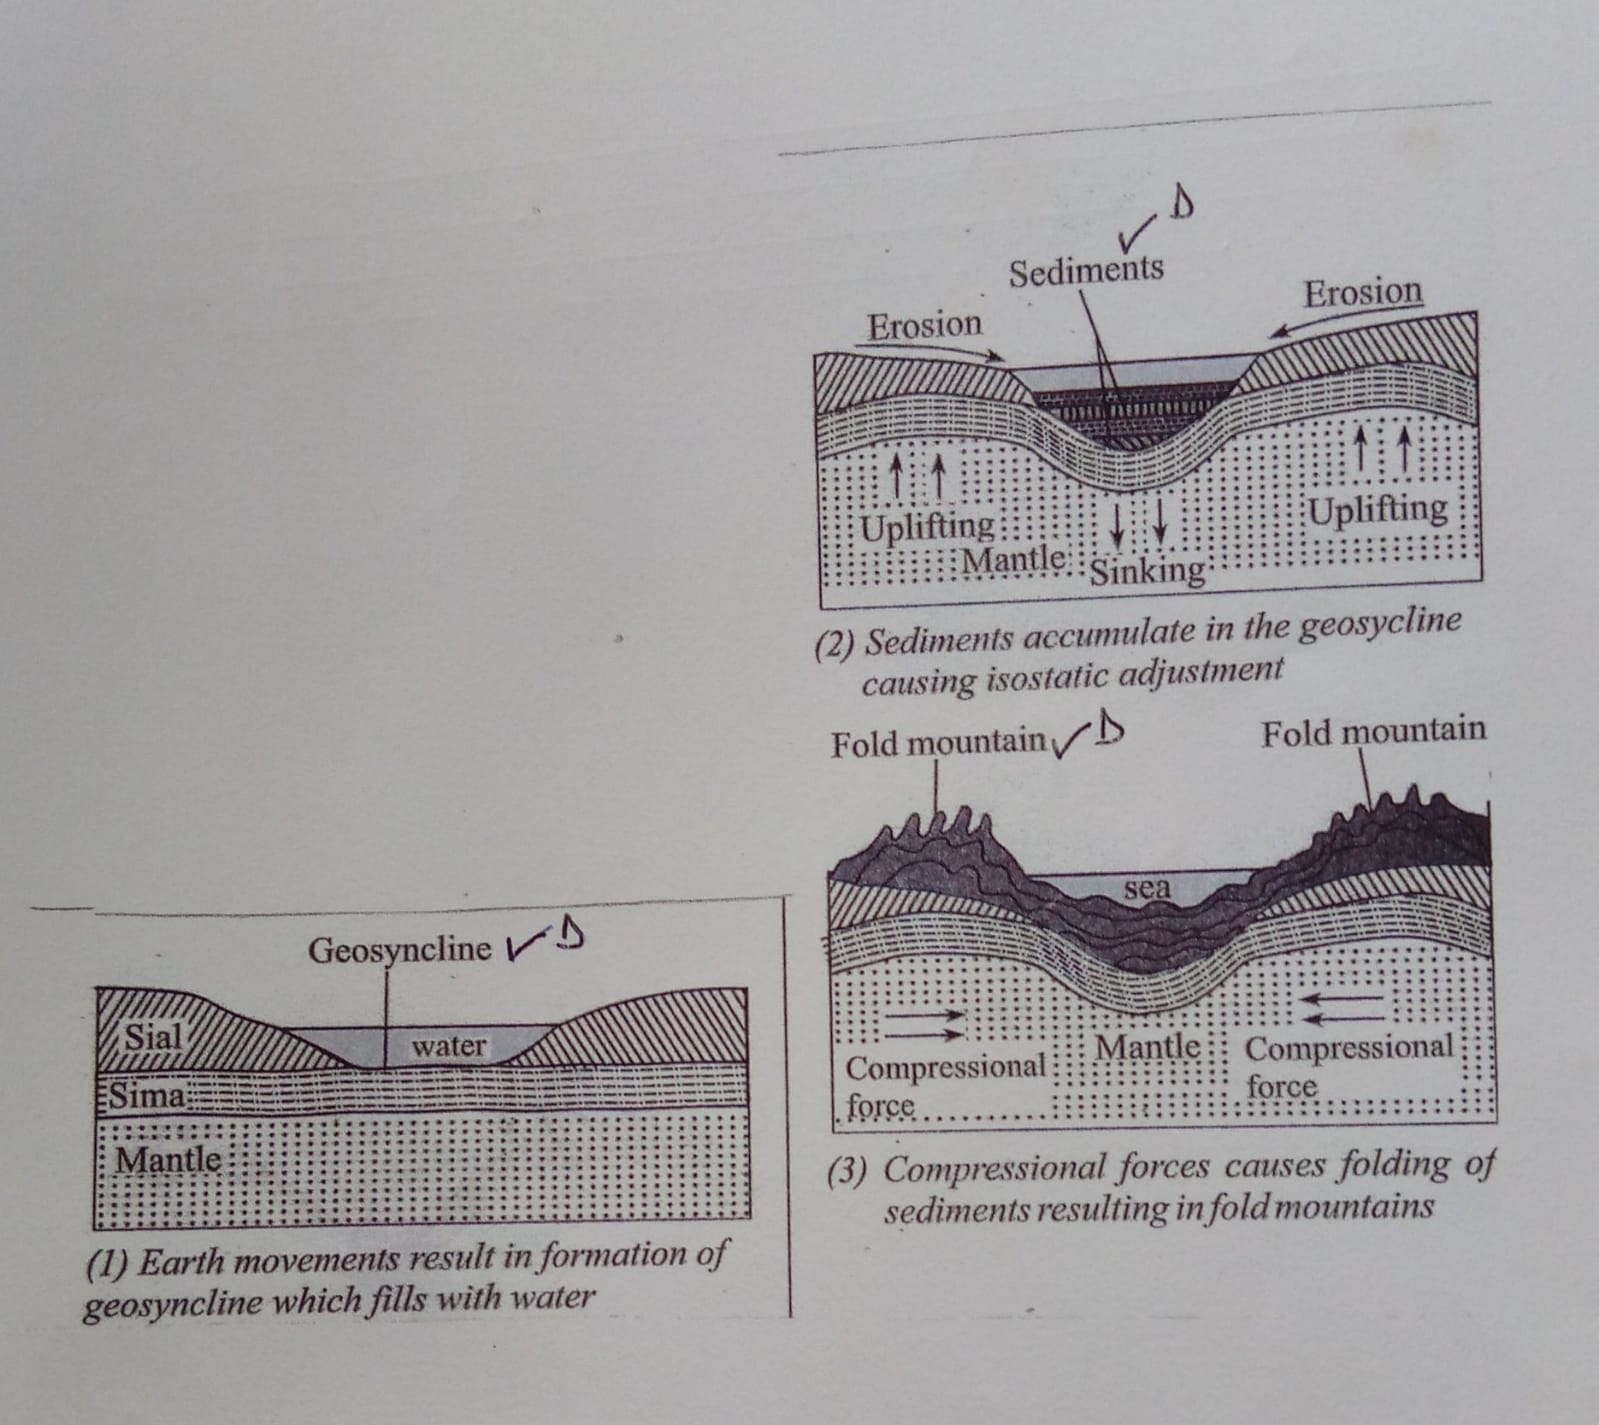 Geosyncline ✓D
Sial
water
Sima
Mantle
(1) Earth movements result in formation of
geosyncline which fills with water
✓D
Sediments
Erosion
Erosion
Uplifting
Uplifting
Mantle
Sinking
(2) Sediments accumulate in the geosycline
causing isostatic adjustment
Fold mountain ✓D
Fold mountain
sea
Compressional
force
Mantle
Compressional
force
(3) Compressional forces causes folding of
sediments resulting in fold mountains